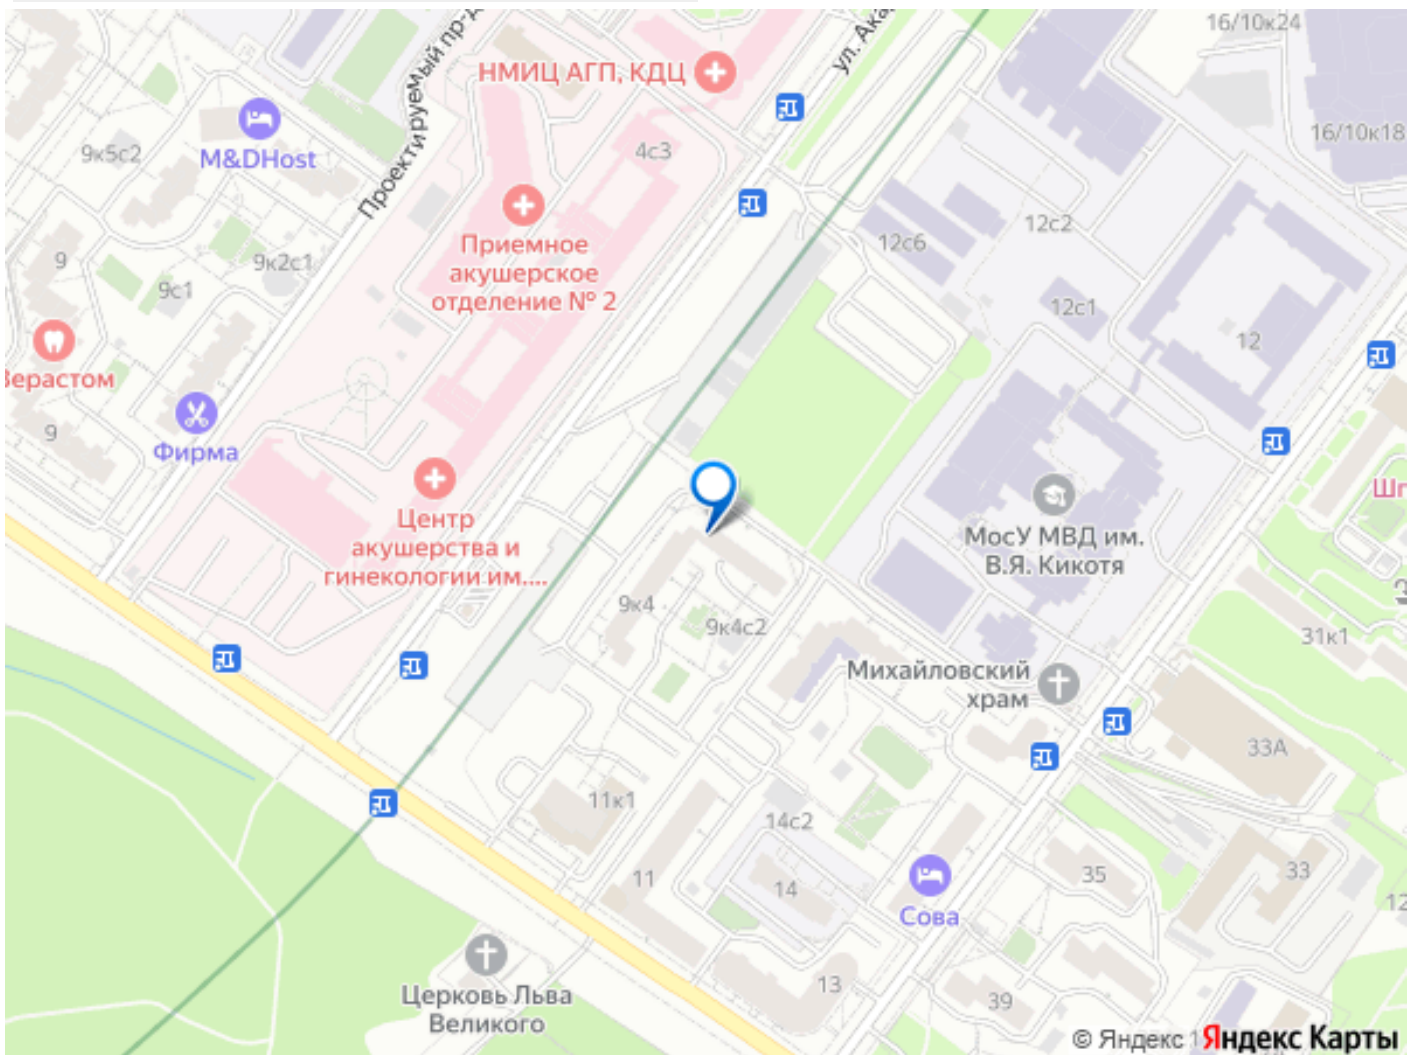 16/10к24
ул. Ака
Проектируемый пр-д
НМИЦ АГП, КДЦ
16/10к18
9к5с2
M&DHost
4с3
Приемное
акушерское
отделение № 2
12с2
12с6
9
9к2с1
9с1
12с1
12
Верастом
9
Фирма
Центр
акушерства и
гинекологии им....
МосУ МВД им.
В.Я. Кикотя
9к4
9к4с2
31к1
Михайловский
храм
33А
11к1
14с2
11
14
35
33
Сова
12
13
39
Церковь Льва
Великого
© Яндекс 1
Яндекс Карты